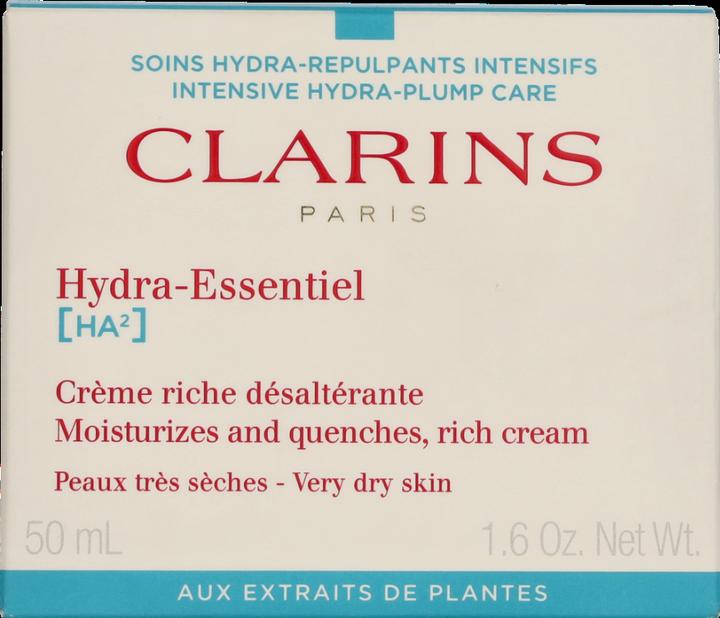 SOINS HYDRA-REPULPANTS INTENSIFS
INTENSIVE HYDRA-PLUMP CARE
CLARINS
PARIS
Hydra-Essentiel
[HA²]
Crème riche désaltérante
Moisturizes and quenches, rich cream
Peaux très sèches - Very dry skin
50 mL 1.6 Oz. Net Wt.
AUX EXTRAITS DE PLANTES